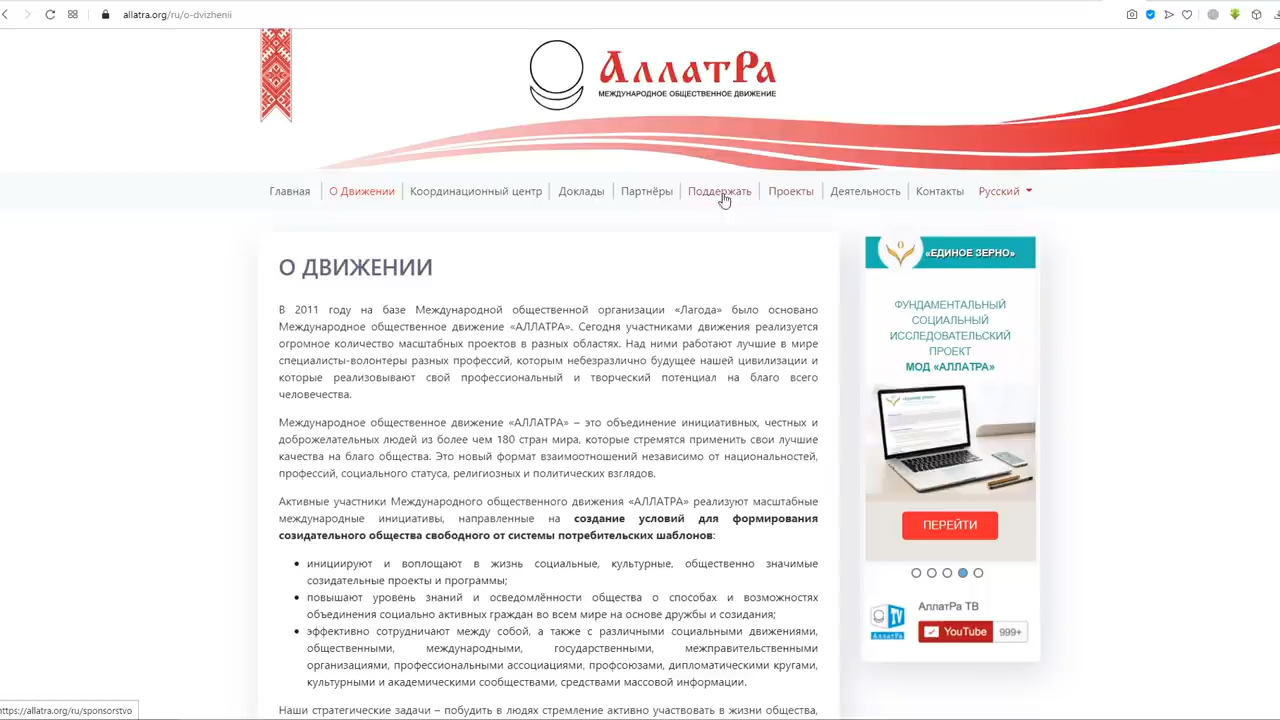 allatra.org/ru/o-dvizhenii
АллатРа
МЕЖДУНАРОДНОЕ ОБЩЕСТВЕННОЕ ДВИЖЕНИЕ
Главная О Движении Координационный центр Доклады Партнёры Поддержать Проекты Деятельность Контакты Русский
О ДВИЖЕНИИ
В 2011 году на базе Международной общественной организации «Лагода» было основано
Международное общественное движение «АЛЛАТРА». Сегодня участниками движения реализуется
огромное количество масштабных проектов в разных областях. Над ними работают лучшие в мире
специалисты-волонтеры разных профессий, которым небезразлично будущее нашей цивилизации и
которые реализовывают свой профессиональный и творческий потенциал на благо всего
человечества.
Международное общественное движение «АЛЛАТРА» – это объединение инициативных, честных и
доброжелательных людей из более чем 180 стран мира, которые стремятся применить свои лучшие
качества на благо общества. Это новый формат взаимоотношений независимо от национальностей,
профессий, социального статуса, религиозных и политических взглядов.
Активные участники Международного общественного движения «АЛЛАТРА» реализуют масштабные
международные инициативы, направленные на создание условий для формирования
созидательного общества свободного от системы потребительских шаблонов:
• инициируют и воплощают в жизнь социальные, культурные, общественно значимые
созидательные проекты и программы;
• повышают уровень знаний и осведомлённости общества о способах и возможностях
объединения социально активных граждан во всем мире на основе дружбы и созидания;
• эффективно сотрудничают между собой, а также с различными социальными движениями,
общественными, международными, государственными, межправительственными
организациями, профессиональными ассоциациями, профсоюзами, дипломатическими кругами,
культурными и академическими сообществами, средствами массовой информации.
Наши стратегические задачи – побудить в людях стремление активно участвовать в жизни общества,
«ЕДИНОЕ ЗЕРНО»
ФУНДАМЕНТАЛЬНЫЙ
СОЦИАЛЬНЫЙ
ИССЛЕДОВАТЕЛЬСКИЙ
ПРОЕКТ
МОД «АЛЛАТРА»
ПЕРЕЙТИ
TV
АллатРа
АллатРа ТВ
YouTube 999+
https://allatra.org/ru/sponsorstvo